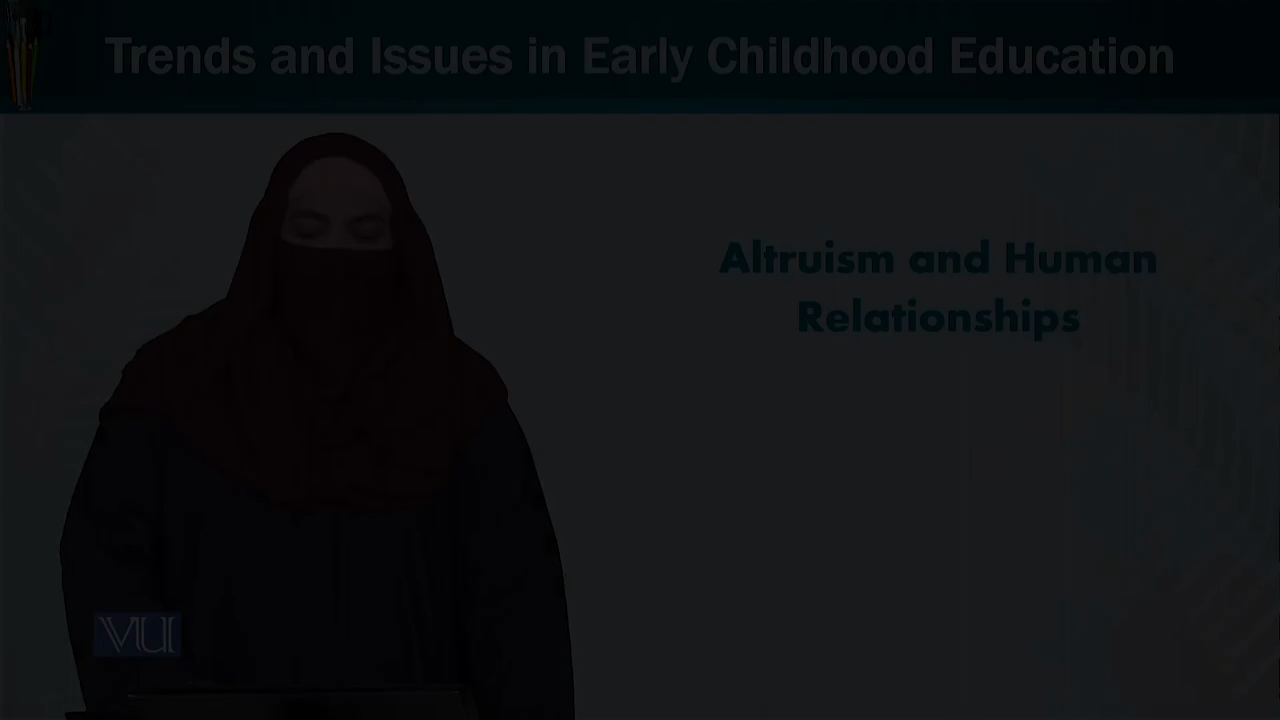 Trends and Issues in Early Childhood Education
Altruism and Human
Relationships
VU